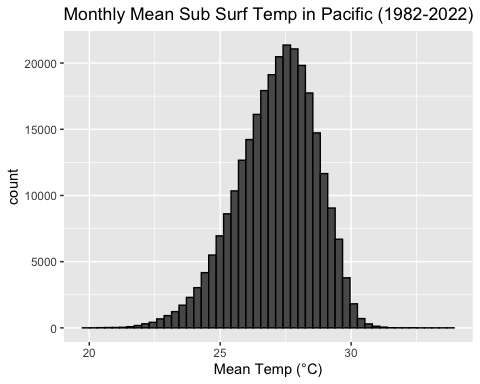 Monthly Mean Sub Surf Temp in Pacific (1982-2022)
20000
15000
10000
5000
0
count
20 25 30
Mean Temp (°C)